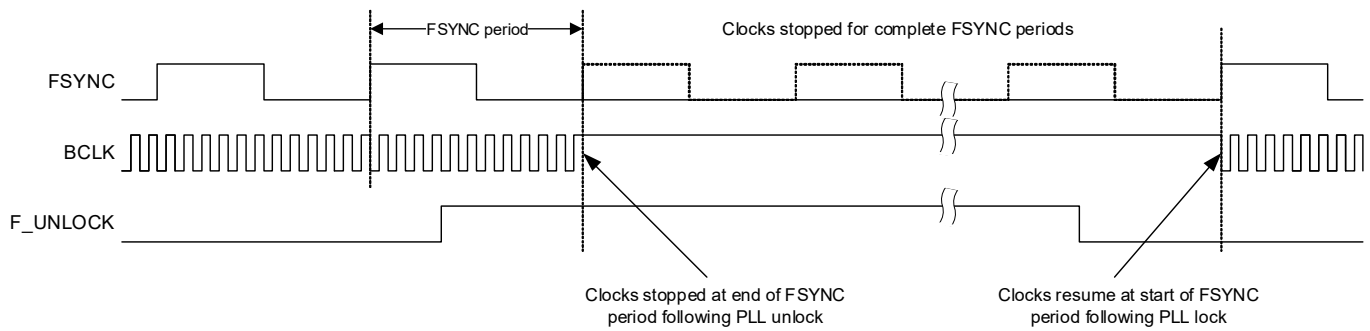 FSYNC period
Clocks stopped for complete FSYNC periods
FSYNC
BCLK
F_UNLOCK
Clocks stopped at end of FSYNC
period following PLL unlock
Clocks resume at start of FSYNC
period following PLL lock